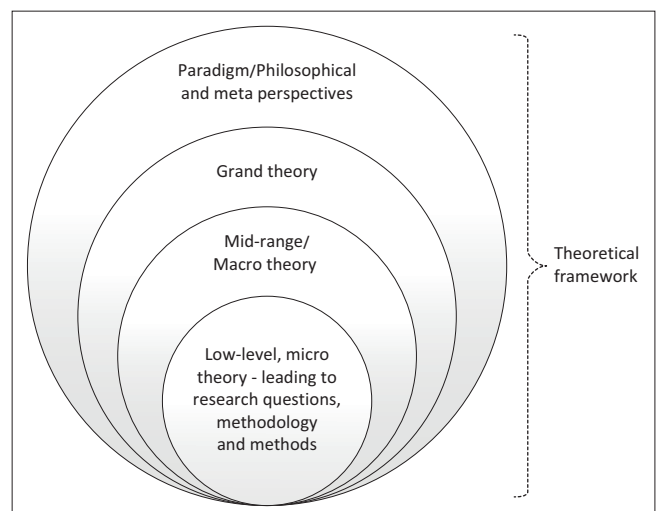 Paradigm/Philosophical
and meta perspectives
Grand theory
Mid-range/
Macro theory
Theoretical
framework
Low-level, micro
theory - leading to
research questions,
methodology
and methods